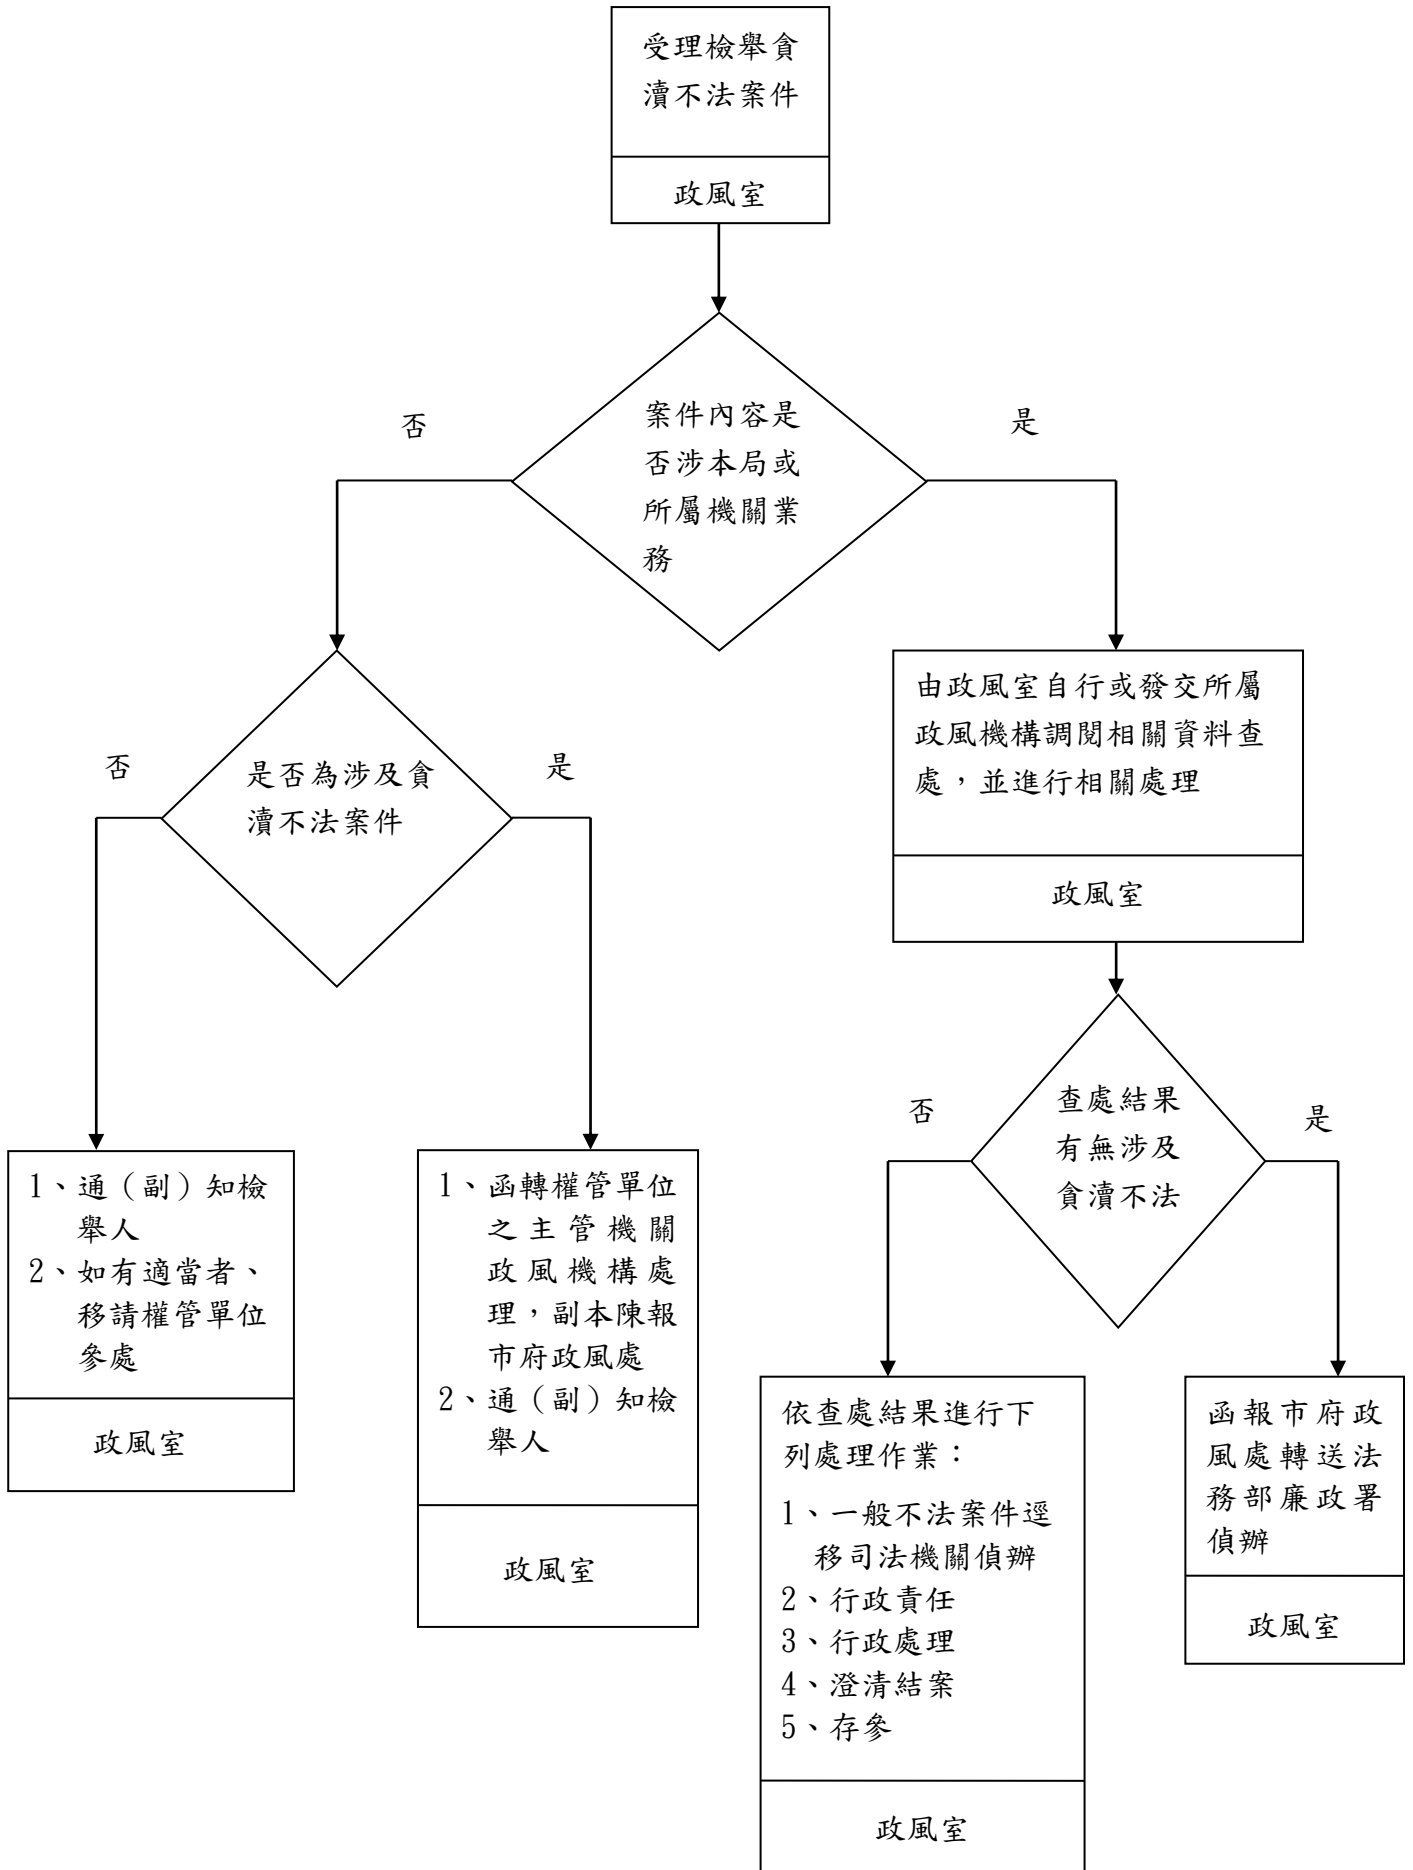 受理檢舉貪
瀆不法案件
政風室
案件內容是
否涉本局或
所屬機關業
務
否
是
由政風室自行或發交所屬
政風機構調閱相關資料查
處，並進行相關處理
政風室
是否為涉及貪
瀆不法案件
否
是
查處結果
有無涉及
貪瀆不法
否
是
1、通（副）知檢
舉人
2、如有適當者、
移請權管單位
參處
政風室
1、函轉權管單位
之主管機關
政風機構處
理，副本陳報
市府政風處
2、通（副）知檢
舉人
政風室
依查處結果進行下
列處理作業：
1、一般不法案件逕
移司法機關偵辦
2、行政責任
3、行政處理
4、澄清結案
5、存參
政風室
函報市府政
風處轉送法
務部廉政署
偵辦
政風室